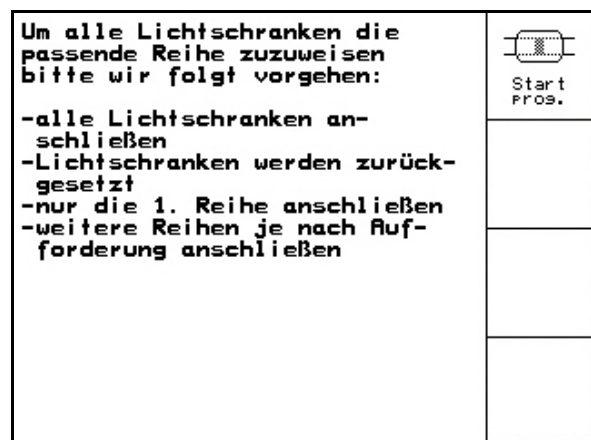 Um alle Lichtschranken die
passende Reihe zuzuweisen
bitte wir folgt vorgehen:
-alle Lichtschranken an-
schließen
-Lichtschranken werden zurück-
gesetzt
-nur die 1. Reihe anschließen
-weitere Reihen je nach Auf-
forderung anschließen
Start
Prog.